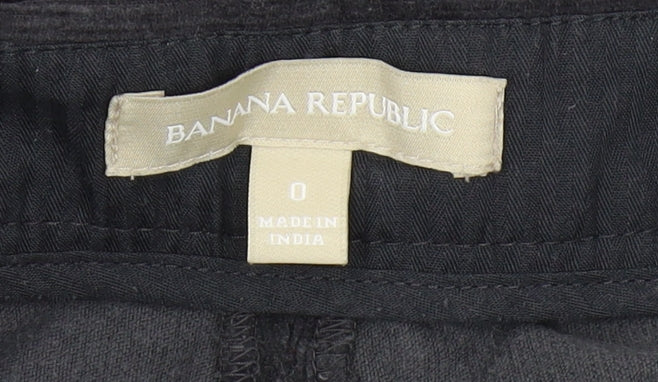 BANANA REPUBLIC
0
MADE IN
INDIA